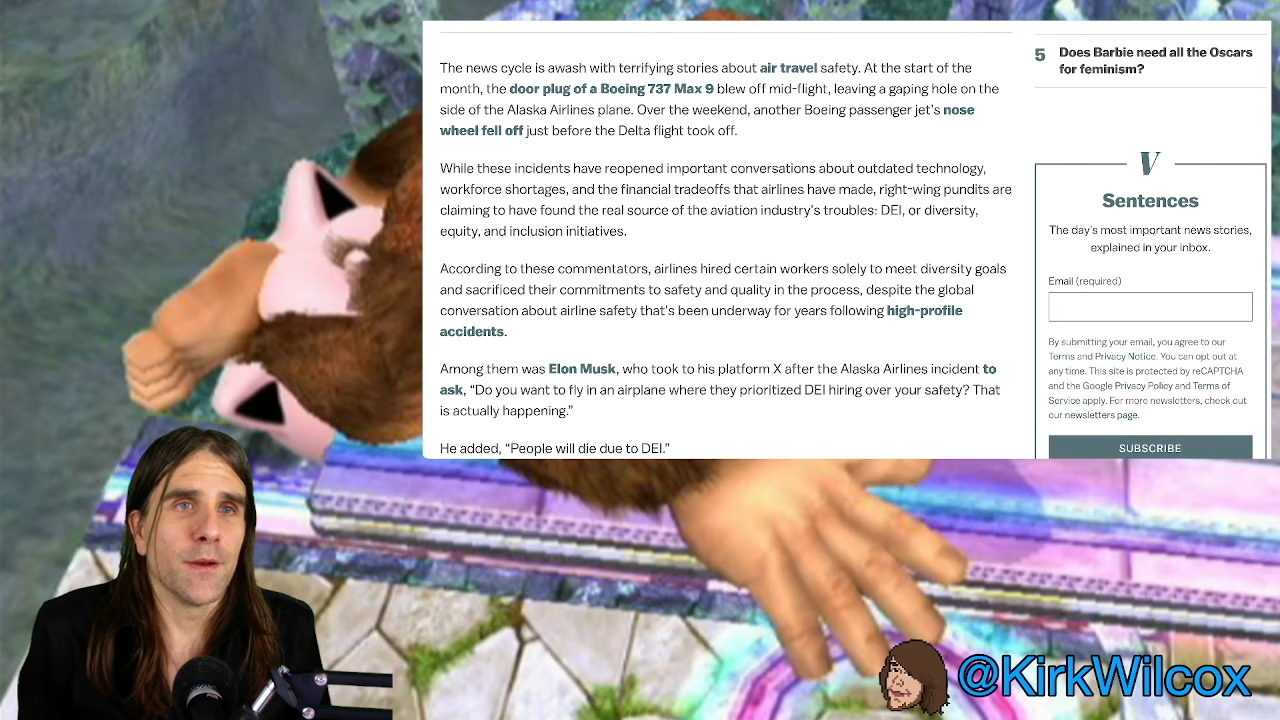 The news cycle is awash with terrifying stories about air travel safety. At the start of the
month, the door plug of a Boeing 737 Max 9 blew off mid-flight, leaving a gaping hole on the
side of the Alaska Airlines plane. Over the weekend, another Boeing passenger jet's nose
wheel fell off just before the Delta flight took off.
While these incidents have reopened important conversations about outdated technology,
workforce shortages, and the financial tradeoffs that airlines have made, right-wing pundits are
claiming to have found the real source of the aviation industry's troubles: DEI, or diversity,
equity, and inclusion initiatives.
According to these commentators, airlines hired certain workers solely to meet diversity goals
and sacrificed their commitments to safety and quality in the process, despite the global
conversation about airline safety that's been underway for years following high-profile
accidents.
Among them was Elon Musk, who took to his platform X after the Alaska Airlines incident to
ask, “Do you want to fly in an airplane where they prioritized DEI hiring over your safety? That
is actually happening.”
He added, “People will die due to DEI.”
5 Does Barbie need all the Oscars
for feminism?
V
Sentences
The day's most important news stories,
explained in your inbox.
Email (required)
By submitting your email, you agree to our
Terms and Privacy Notice. You can opt out at
any time. This site is protected by reCAPTCHA
and the Google Privacy Policy and Terms of
Service apply. For more newsletters, check out
our newsletters page.
SUBSCRIBE
@KirkWilcox